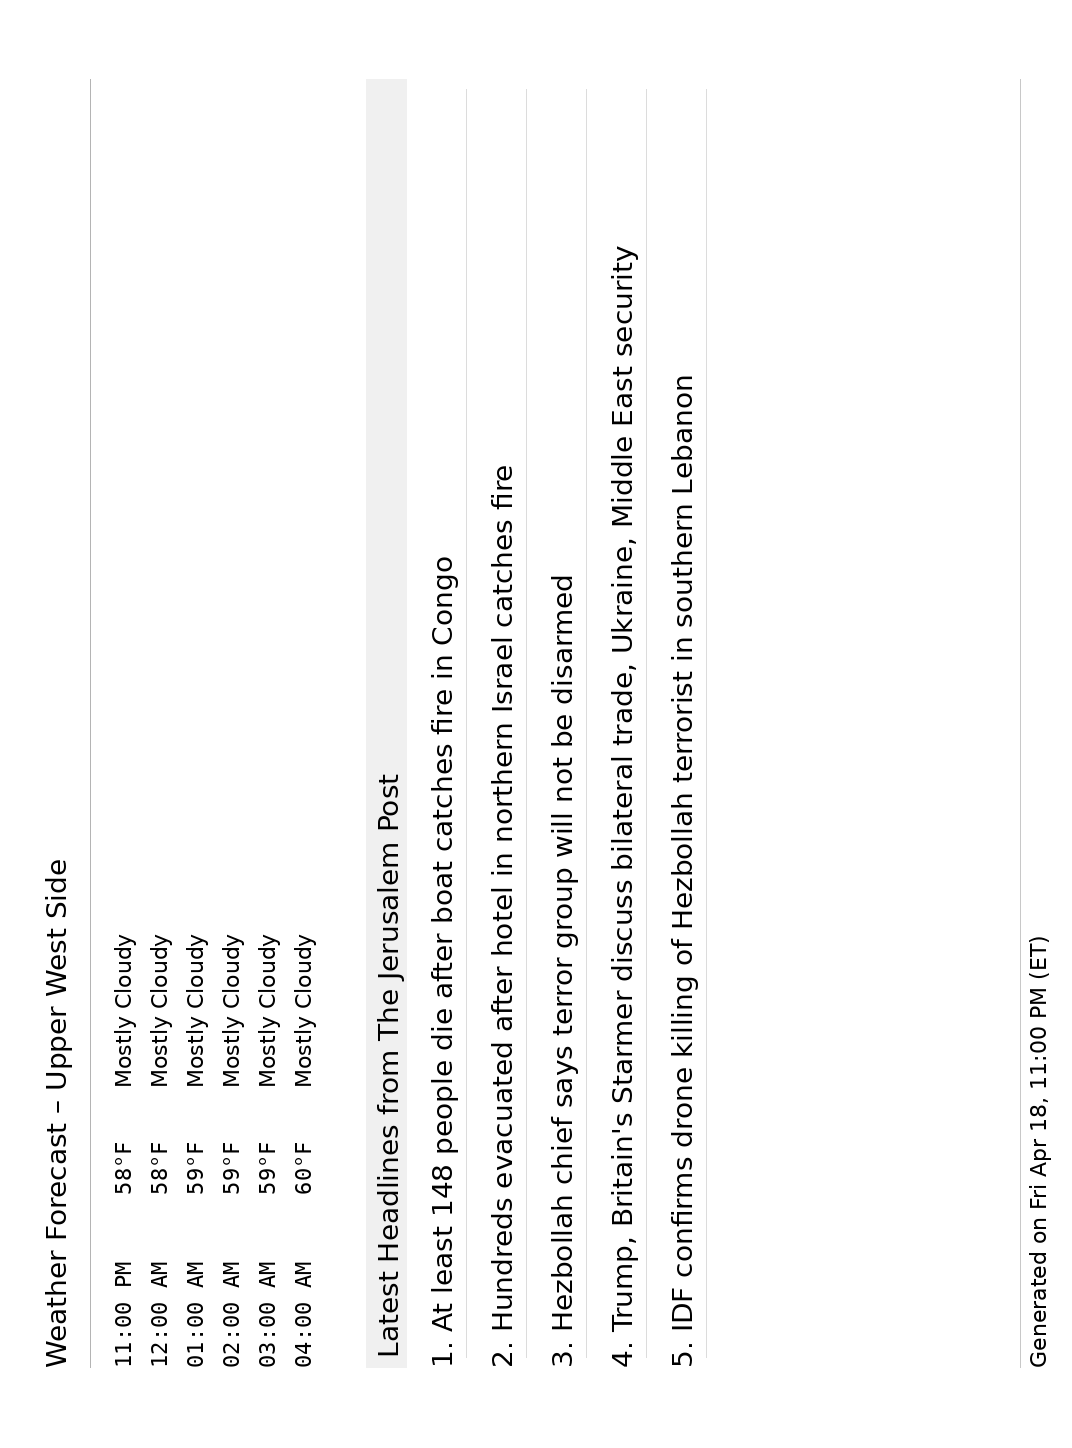 Weather Forecast – Upper West Side
11:00 PM 58°F Mostly Cloudy
12:00 AM 58°F Mostly Cloudy
01:00 AM 59°F Mostly Cloudy
02:00 AM 59°F Mostly Cloudy
03:00 AM 59°F Mostly Cloudy
04:00 AM 60°F Mostly Cloudy
Latest Headlines from The Jerusalem Post
1. At least 148 people die after boat catches fire in Congo
2. Hundreds evacuated after hotel in northern Israel catches fire
3. Hezbollah chief says terror group will not be disarmed
4. Trump, Britain's Starmer discuss bilateral trade, Ukraine, Middle East security
5. IDF confirms drone killing of Hezbollah terrorist in southern Lebanon
Generated on Fri Apr 18, 11:00 PM (ET)